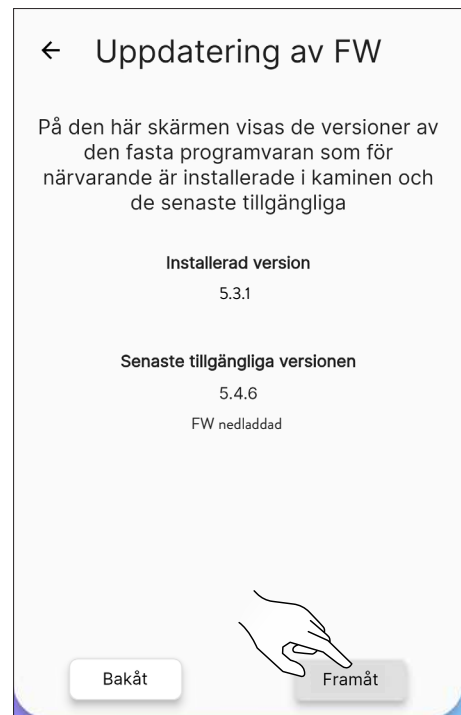 Uppdatering av FW
På den här skärmen visas de versioner av
den fasta programvaran som för
närvarande är installerade i kaminen och
de senaste tillgängliga
Installerad version
5.3.1
Senaste tillgängliga versionen
5.4.6
FW nedladdad
Bakåt
Framåt